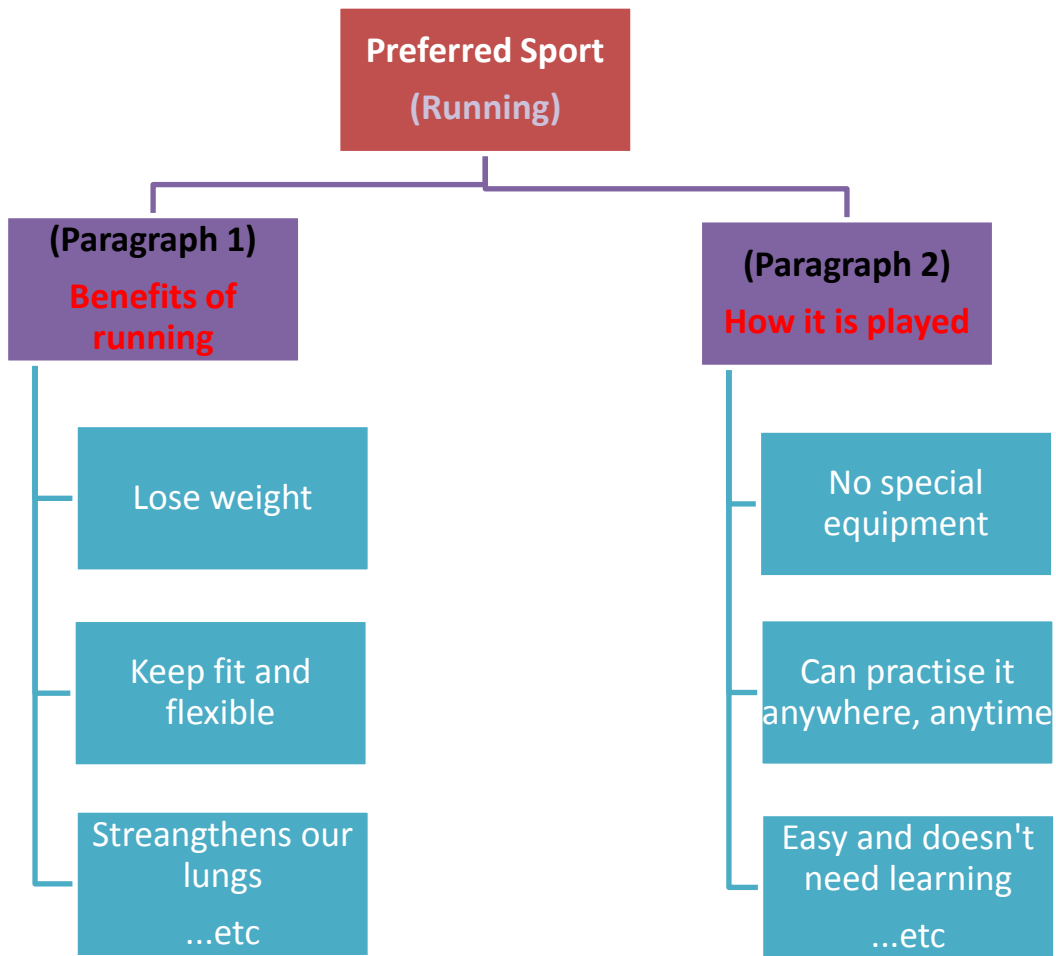 Preferred Sport
(Running)
(Paragraph 1)
Benefits of
running
Lose weight
Keep fit and
flexible
Streangthens our
lungs
...etc
(Paragraph 2)
How it is played
No special
equipment
Can practise it
anywhere, anytime
Easy and doesn't
need learning
...etc